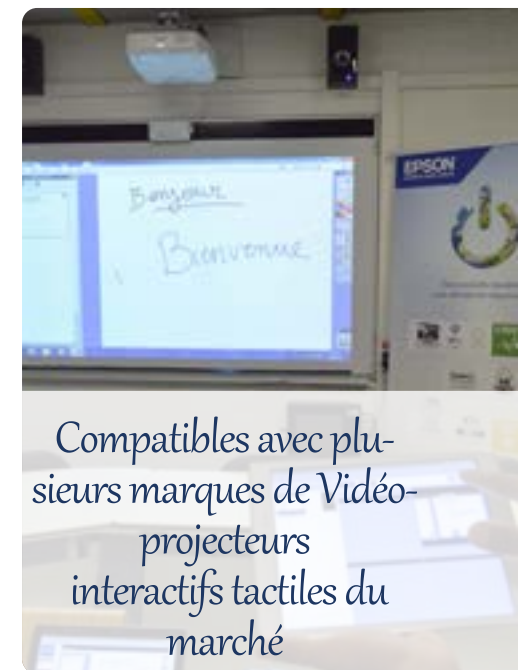 EPSON
Bonjour
Bienvenue
Compatibles avec plu-
sieurs marques de Vidéo-
projecteurs
interactifs tactiles du
marché